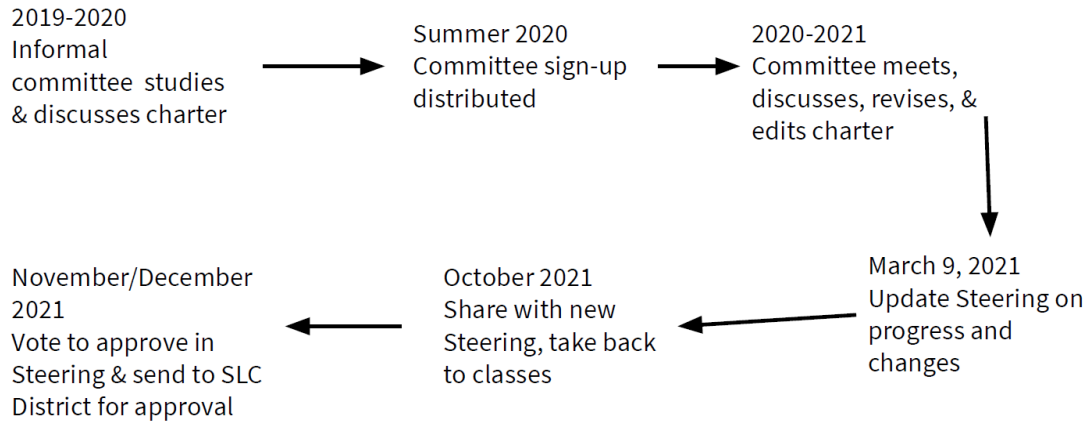 2019-2020
Informal
committee studies
& discusses charter
Summer 2020
Committee sign-up
distributed
2020-2021
Committee meets,
discusses, revises, &
edits charter
March 9, 2021
Update Steering on
progress and
changes
October 2021
Share with new
Steering, take back
to classes
November/December
2021
Vote to approve in
Steering & send to SLC
District for approval